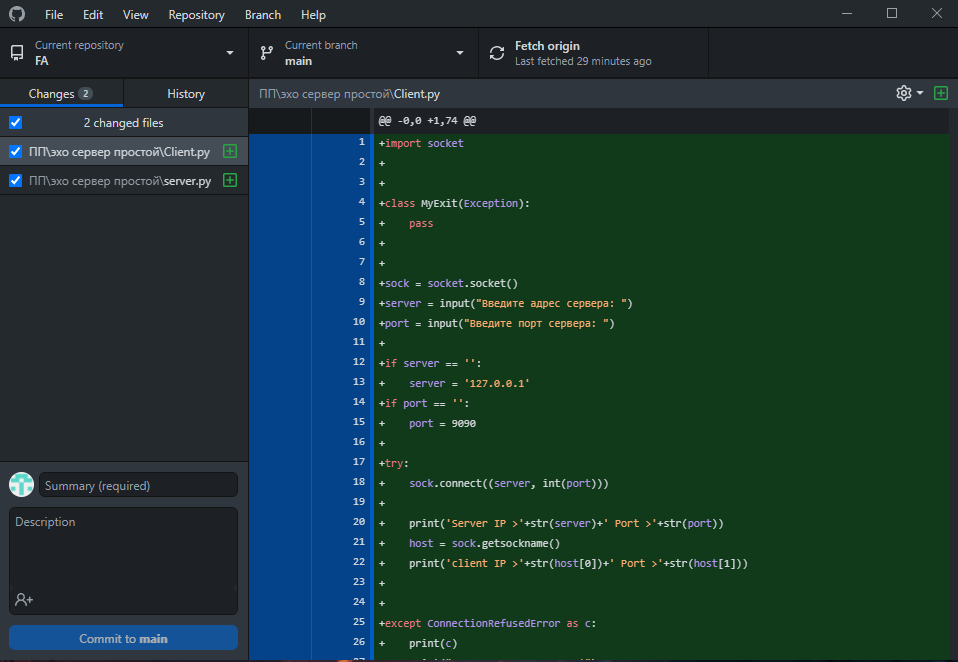 File Edit View Repository Branch Help
Current repository
FA
Current branch
main
Fetch origin
Last fetched 29 minutes ago
Changes 2
History
2 changed files
ПП\эхо сервер простой\Client.py
ПП\эхо сервер простой\server.py
Summary (required)
Description
Commit to main
ПП\эхо сервер простой\Client.py
@@ -0,0 +1,74 @@
1 +import socket
2 +
3 +
4 +class MyExit(Exception):
5 +    pass
6 +
7 +
8 +sock = socket.socket()
9 +server = input("Введите адрес сервера: ")
10 +port = input("Введите порт сервера: ")
11 +
12 +if server == '':
13 +    server = '127.0.0.1'
14 +if port == '':
15 +    port = 9090
16 +
17 +try:
18 +    sock.connect((server, int(port)))
19 +
20 +    print('Server IP >'+str(server)+' Port >'+str(port))
21 +    host = sock.getsockname()
22 +    print('client IP >'+str(host[0])+' Port >'+str(host[1]))
23 +
24 +
25 +except ConnectionRefusedError as c:
26 +    print(c)